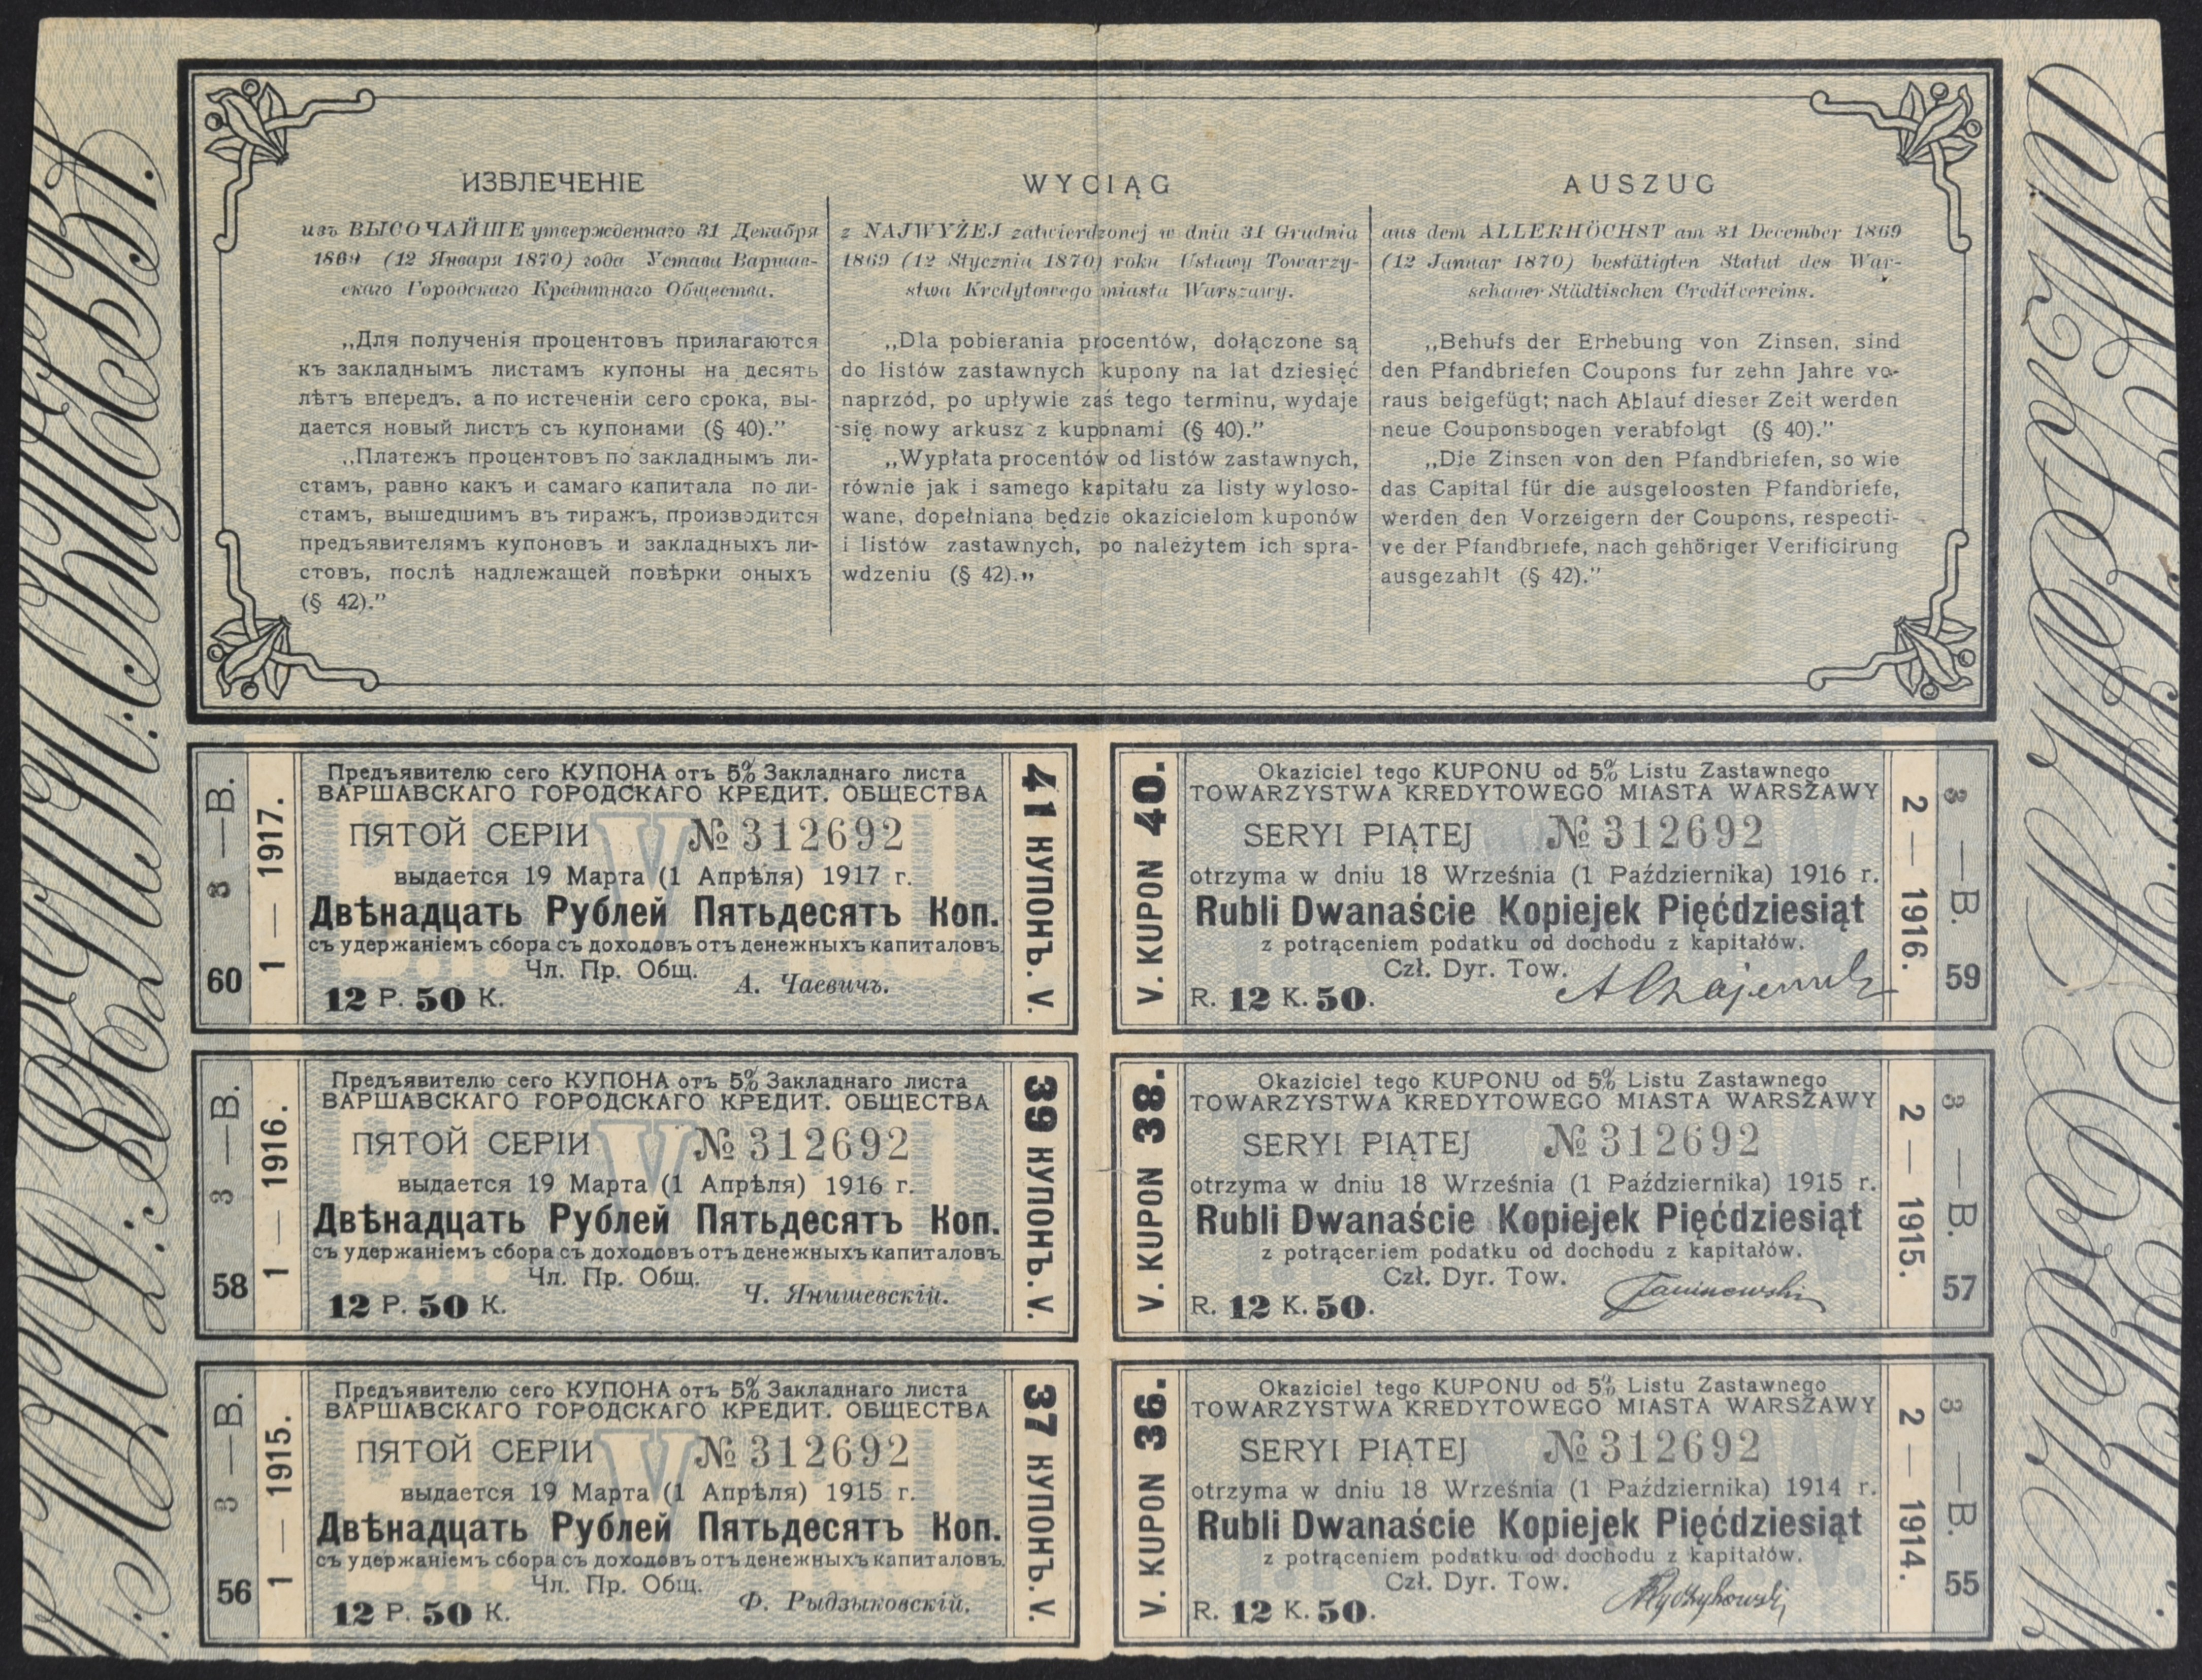 ИЗВЛЕЧЕНІЕ
изъ ВЫСОЧАЙШЕ утвержденнаго 31 Декабря
1869 (12 Января 1870) года Устава Варшав-
скаго Городскаго Кредитнаго Общества.
„Для полученія процентовъ прилагаются
къ закладнымъ листамъ купоны на десять
лѣтъ впередъ, а по истеченіи сего срока, вы-
дается новый листъ съ купонами (§ 40).”
„Платежъ процентовъ по закладнымъ ли-
стамъ, равно какъ и самаго капитала по ли-
стамъ, вышедшимъ въ тиражъ, производится
предъявителямъ купоновъ и закладныхъ ли-
стовъ, послѣ надлежащей повѣрки оныхъ
(§ 42).”
WYCIĄG
z NAJWYŻEJ zatwierdzonej w dniu 31 Grudnia
1869 (12 Stycznia 1870) roku Ustawy Towarzy-
stwa Kredytowego miasta Warszawy.
„Dla pobierania procentów, dołączone są
do listów zastawnych kupony na lat dziesięć
naprzód, po upływie zaś tego terminu, wydaje
się nowy arkusz z kuponami (§ 40).”
„Wypłata procentów od listów zastawnych,
równie jak i samego kapitału za listy wyloso-
wane, dopełnianą będzie okazicielom kuponów
i listów zastawnych, po należytem ich spra-
wdzeniu (§ 42).„
AUSZUG
aus dem ALLERHÖCHST am 31 December 1869
(12 Januar 1870) bestätigten Statut des War-
schauer Städtischen Creditvereins.
„Behufs der Erhebung von Zinsen, sind
den Pfandbriefen Coupons fur zehn Jahre vo-
raus beigefügt; nach Ablauf dieser Zeit werden
neue Couponsbogen verabfolgt (§ 40).”
„Die Zinsen von den Pfandbriefen, so wie
das Capital für die ausgeloosten Pfandbriefe,
werden den Vorzeigern der Coupons, respecti-
ve der Pfandbriefe, nach gehöriger Verificirung
ausgezahlt (§ 42).”
3 — В.
60
1 — 1917.
Предъявителю сего КУПОНА отъ 5% Закладнаго листа
ВАРШАВСКАГО ГОРОДСКАГО КРЕДИТ. ОБЩЕСТВА
ПЯТОЙ СЕРІИ № 312692
выдается 19 Марта (1 Апрѣля) 1917 г.
Двѣнадцать Рублей Пятьдесятъ Коп.
съ удержаніемъ сбора съ доходовъ отъ денежныхъ капиталовъ.
Чл. Пр. Общ. А. Чаевичъ.
12 Р. 50 К.
41 КУПОНЪ. V.
V. KUPON 40.
Okaziciel tego KUPONU od 5% Listu Zastawnego
TOWARZYSTWA KREDYTOWEGO MIASTA WARSZAWY
SERYI PIĄTEJ № 312692
otrzyma w dniu 18 Września (1 Października) 1916 r.
Rubli Dwanaście Kopiejek Pięćdziesiąt
z potrąceniem podatku od dochodu z kapitałów.
Czł. Dyr. Tow.
R. 12 K. 50.
2 — 1916.
3 — В.
59
3 — В.
58
1 — 1916.
Предъявителю сего КУПОНА отъ 5% Закладнаго листа
ВАРШАВСКАГО ГОРОДСКАГО КРЕДИТ. ОБЩЕСТВА
ПЯТОЙ СЕРІИ № 312692
выдается 19 Марта (1 Апрѣля) 1916 г.
Двѣнадцать Рублей Пятьдесятъ Коп.
съ удержаніемъ сбора съ доходовъ отъ денежныхъ капиталовъ.
Чл. Пр. Общ. Ч. Янишевскій.
12 Р. 50 К.
39 КУПОНЪ. V.
V. KUPON 38.
Okaziciel tego KUPONU od 5% Listu Zastawnego
TOWARZYSTWA KREDYTOWEGO MIASTA WARSZAWY
SERYI PIĄTEJ № 312692
otrzyma w dniu 18 Września (1 Października) 1915 r.
Rubli Dwanaście Kopiejek Pięćdziesiąt
z potrąceniem podatku od dochodu z kapitałów.
Czł. Dyr. Tow.
R. 12 K. 50.
2 — 1915.
3 — В.
57
3 — В.
56
1 — 1915.
Предъявителю сего КУПОНА отъ 5% Закладнаго листа
ВАРШАВСКАГО ГОРОДСКАГО КРЕДИТ. ОБЩЕСТВА
ПЯТОЙ СЕРІИ № 312692
выдается 19 Марта (1 Апрѣля) 1915 г.
Двѣнадцать Рублей Пятьдесятъ Коп.
съ удержаніемъ сбора съ доходовъ отъ денежныхъ капиталовъ.
Чл. Пр. Общ. Ф. Рыдзыковскій.
12 Р. 50 К.
37 КУПОНЪ. V.
V. KUPON 36.
Okaziciel tego KUPONU od 5% Listu Zastawnego
TOWARZYSTWA KREDYTOWEGO MIASTA WARSZAWY
SERYI PIĄTEJ № 312692
otrzyma w dniu 18 Września (1 Października) 1914 r.
Rubli Dwanaście Kopiejek Pięćdziesiąt
z potrąceniem podatku od dochodu z kapitałów.
Czł. Dyr. Tow.
R. 12 K. 50.
2 — 1914.
3 — В.
55